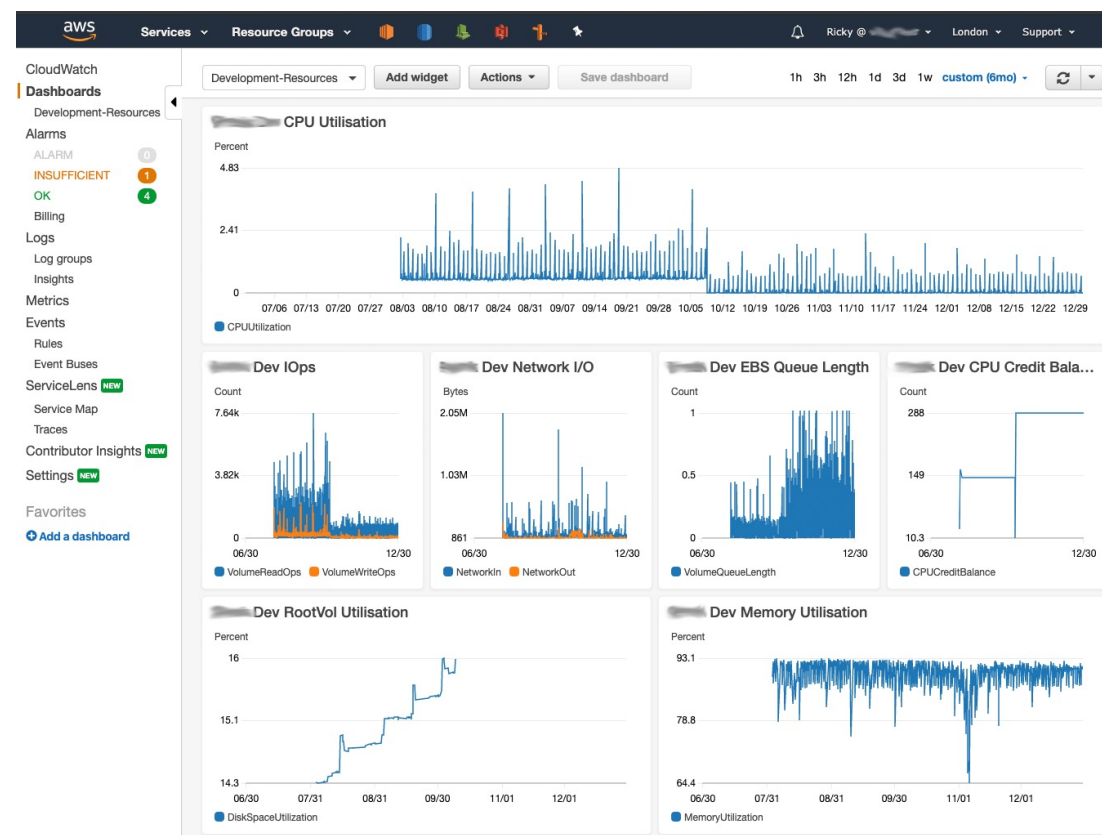 aws Services Resource Groups Ricky @ London Support
CloudWatch
Dashboards
Development-Resources
Alarms
ALARM 0
INSUFFICIENT 1
OK 4
Billing
Logs
Log groups
Insights
Metrics
Events
Rules
Event Buses
ServiceLens NEW
Service Map
Traces
Contributor Insights NEW
Settings NEW
Favorites
Add a dashboard
Development-Resources Add widget Actions Save dashboard 1h 3h 12h 1d 3d 1w custom (6mo)
CPU Utilisation
Percent
4.83
2.41
0
07/06 07/13 07/20 07/27 08/03 08/10 08/17 08/24 08/31 09/07 09/14 09/21 09/28 10/05 10/12 10/19 10/26 11/03 11/10 11/17 11/24 12/01 12/08 12/15 12/22 12/29
CPUUtilization
Dev IOps
Count
7.64k
3.82k
0
06/30 12/30
VolumeReadOps VolumeWriteOps
Dev Network I/O
Bytes
2.05M
1.03M
861
06/30 12/30
NetworkIn NetworkOut
Dev EBS Queue Length
Count
1
0.5
0
06/30 12/30
VolumeQueueLength
Dev CPU Credit Bala...
Count
288
149
10.3
06/30 12/30
CPUCreditBalance
Dev RootVol Utilisation
Percent
16
15.1
14.3
06/30 07/31 08/31 09/30 11/01 12/01
DiskSpaceUtilization
Dev Memory Utilisation
Percent
93.1
78.8
64.4
06/30 07/31 08/31 09/30 11/01 12/01
MemoryUtilization